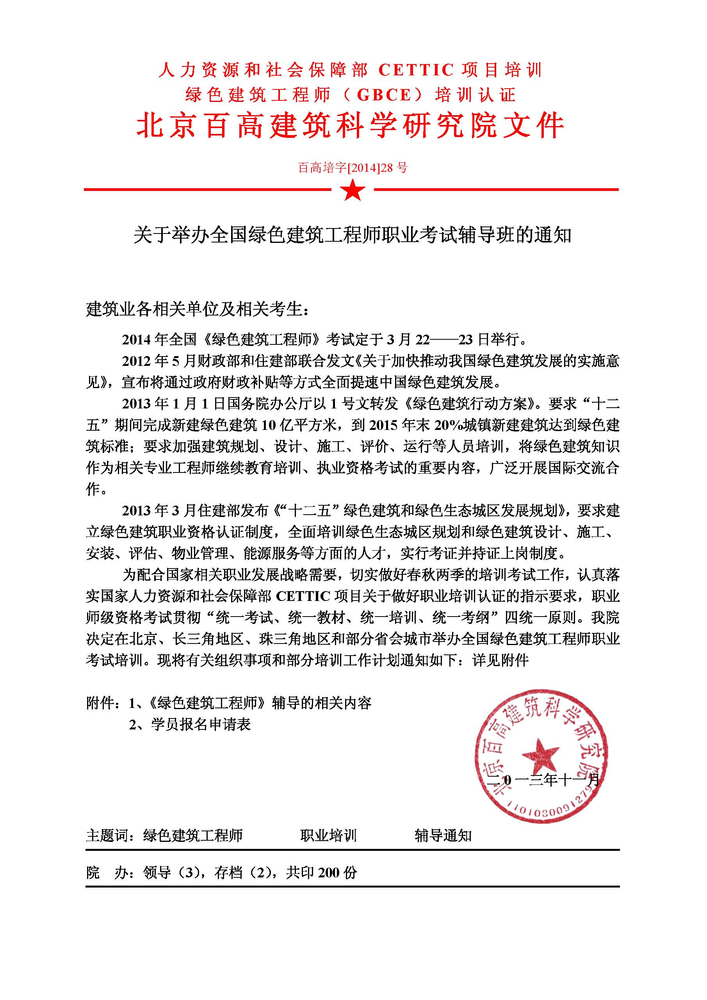 人力资源和社会保障部 CETTIC 项目培训
绿色建筑工程师（GBCE）培训认证
北京百高建筑科学研究院文件
百高培字[2014]28 号
关于举办全国绿色建筑工程师职业考试辅导班的通知
建筑业各相关单位及相关考生：
2014 年全国《绿色建筑工程师》考试定于 3 月 22——23 日举行。
2012 年 5 月财政部和住建部联合发文《关于加快推动我国绿色建筑发展的实施意
见》，宣布将通过政府财政补贴等方式全面提速中国绿色建筑发展。
2013 年 1 月 1 日国务院办公厅以 1 号文转发《绿色建筑行动方案》。要求“十二
五”期间完成新建绿色建筑 10 亿平方米，到 2015 年末 20%城镇新建建筑达到绿色建
筑标准；要求加强建筑规划、设计、施工、评价、运行等人员培训，将绿色建筑知识
作为相关专业工程师继续教育培训、执业资格考试的重要内容，广泛开展国际交流合
作。
2013 年 3 月住建部发布《“十二五”绿色建筑和绿色生态城区发展规划》，要求建
立绿色建筑职业资格认证制度，全面培训绿色生态城区规划和绿色建筑设计、施工、
安装、评估、物业管理、能源服务等方面的人才，实行考证并持证上岗制度。
为配合国家相关职业发展战略需要，切实做好春秋两季的培训考试工作，认真落
实国家人力资源和社会保障部 CETTIC 项目关于做好职业培训认证的指示要求，职业
师级资格考试贯彻“统一考试、统一教材、统一培训、统一考纲”四统一原则。我院
决定在北京、长三角地区、珠三角地区和部分省会城市举办全国绿色建筑工程师职业
考试培训。现将有关组织事项和部分培训工作计划通知如下：详见附件
附件：1、《绿色建筑工程师》辅导的相关内容
2、学员报名申请表
北京百高建筑科学研究院
二0一三年十一月
1101030091279
主题词：绿色建筑工程师 职业培训 辅导通知
院 办：领导（3），存档（2），共印 200 份